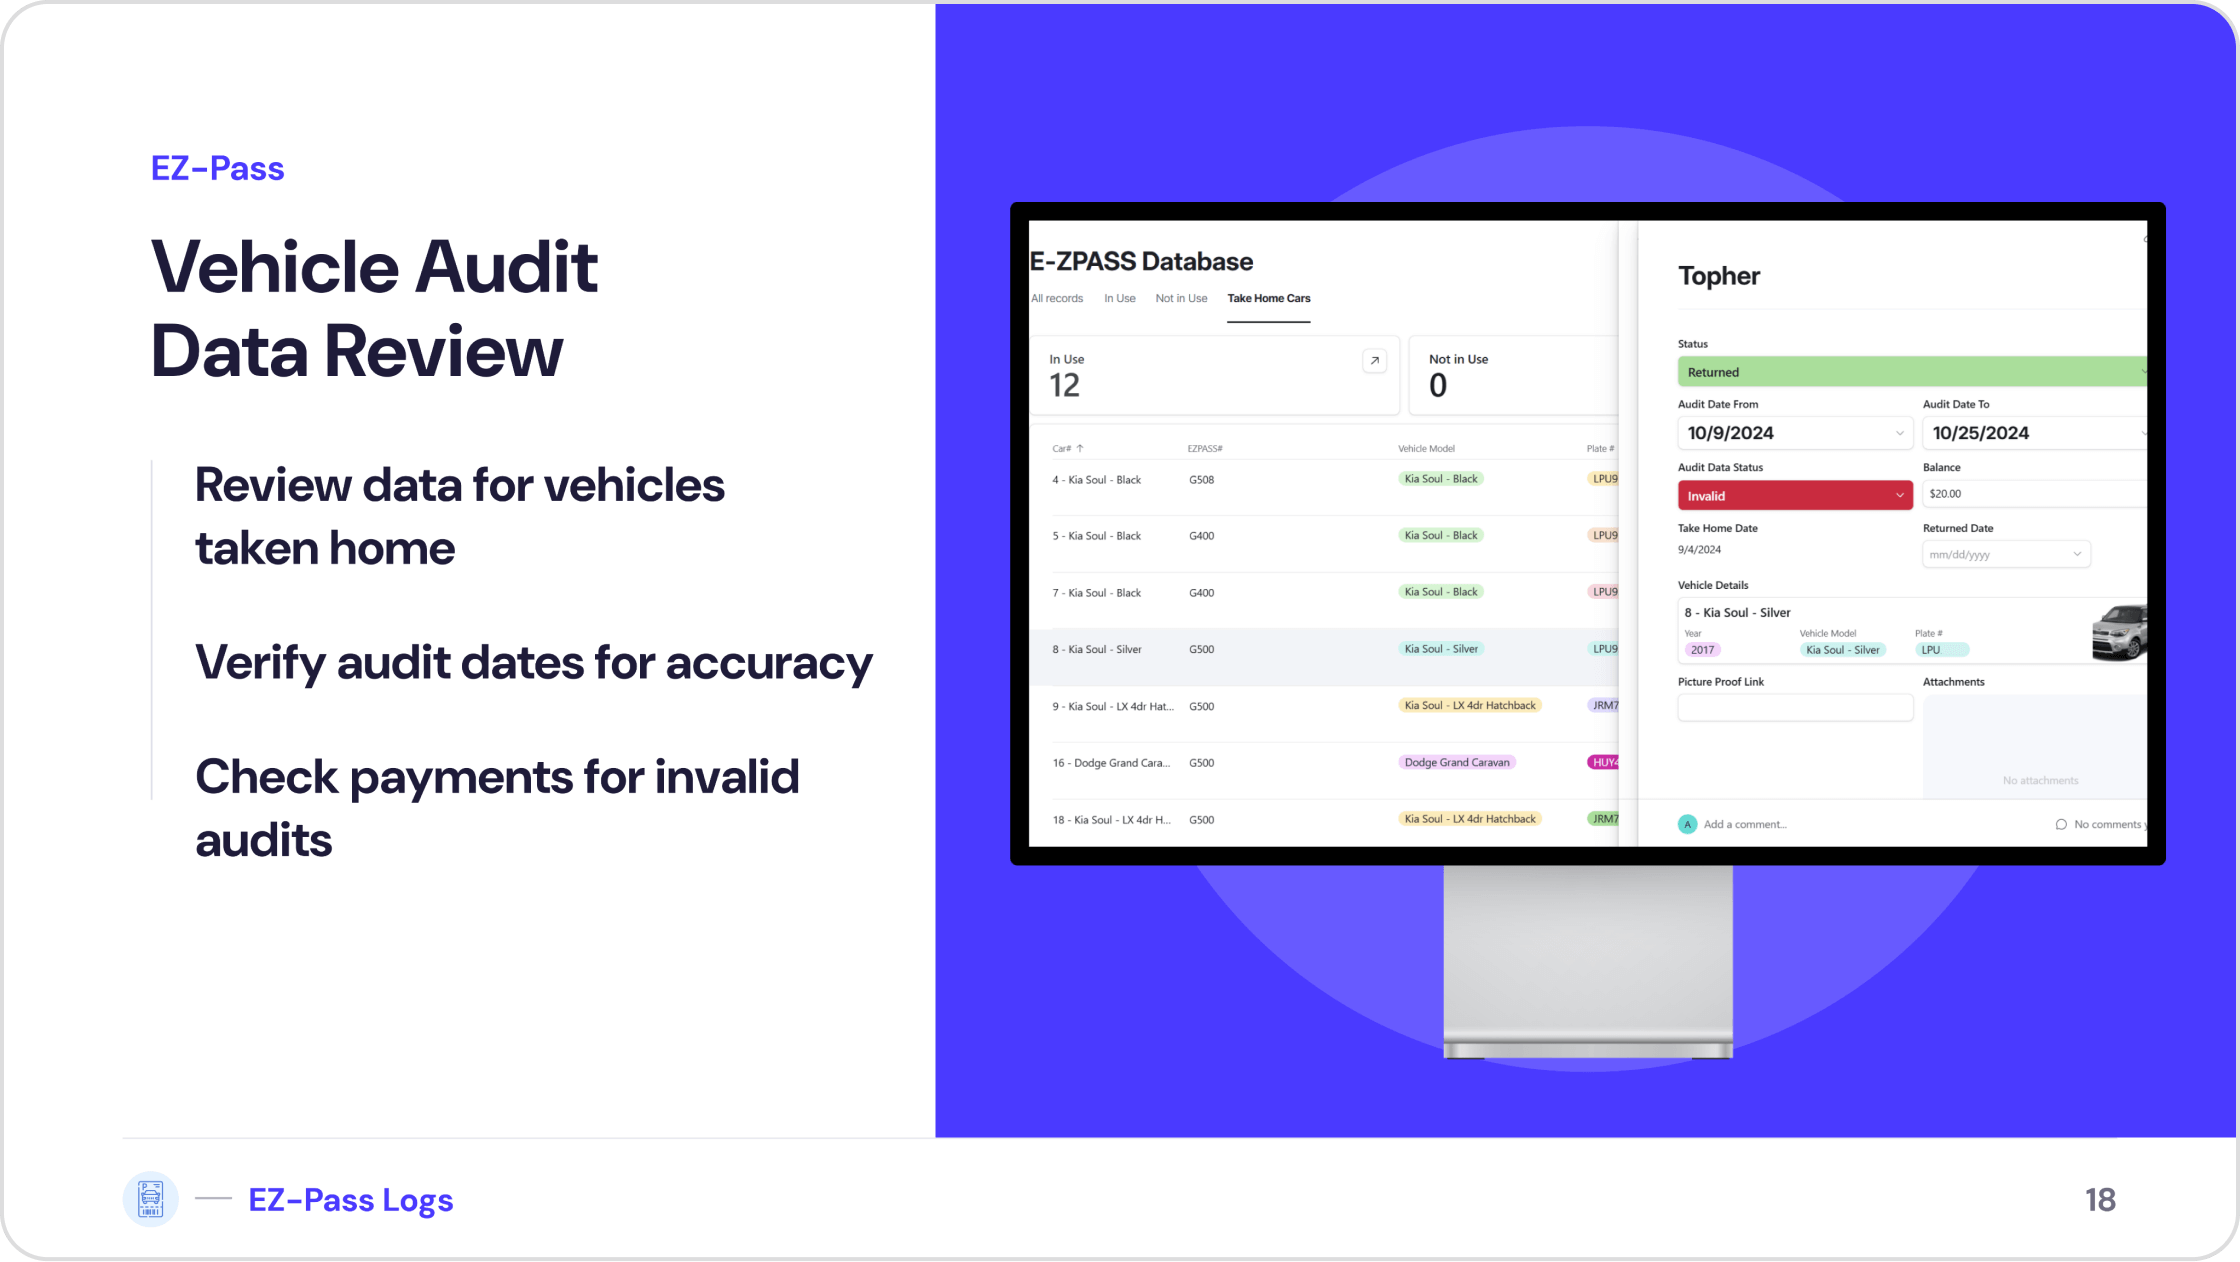 EZ-Pass
Vehicle Audit
Data Review
Review data for vehicles
taken home
Verify audit dates for accuracy
Check payments for invalid
audits
E-ZPASS Database
All records In Use Not in Use Take Home Cars
In Use
12
Not in Use
0
Car# ↑ EZPASS# Vehicle Model Plate #
4 - Kia Soul - Black G508 Kia Soul - Black LPU9
5 - Kia Soul - Black G400 Kia Soul - Black LPU9
7 - Kia Soul - Black G400 Kia Soul - Black LPU9
8 - Kia Soul - Silver G500 Kia Soul - Silver LPU9
9 - Kia Soul - LX 4dr Hat... G500 Kia Soul - LX 4dr Hatchback JRM7
16 - Dodge Grand Cara... G500 Dodge Grand Caravan HUY4
18 - Kia Soul - LX 4dr H... G500 Kia Soul - LX 4dr Hatchback JRM7
Topher
Status
Returned
Audit Date From Audit Date To
10/9/2024 10/25/2024
Audit Data Status Balance
Invalid $20.00
Take Home Date Returned Date
9/4/2024 mm/dd/yyyy
Vehicle Details
8 - Kia Soul - Silver
Year Vehicle Model Plate #
2017 Kia Soul - Silver LPU
Picture Proof Link Attachments
No attachments
A Add a comment... No comments
EZ-Pass Logs
18